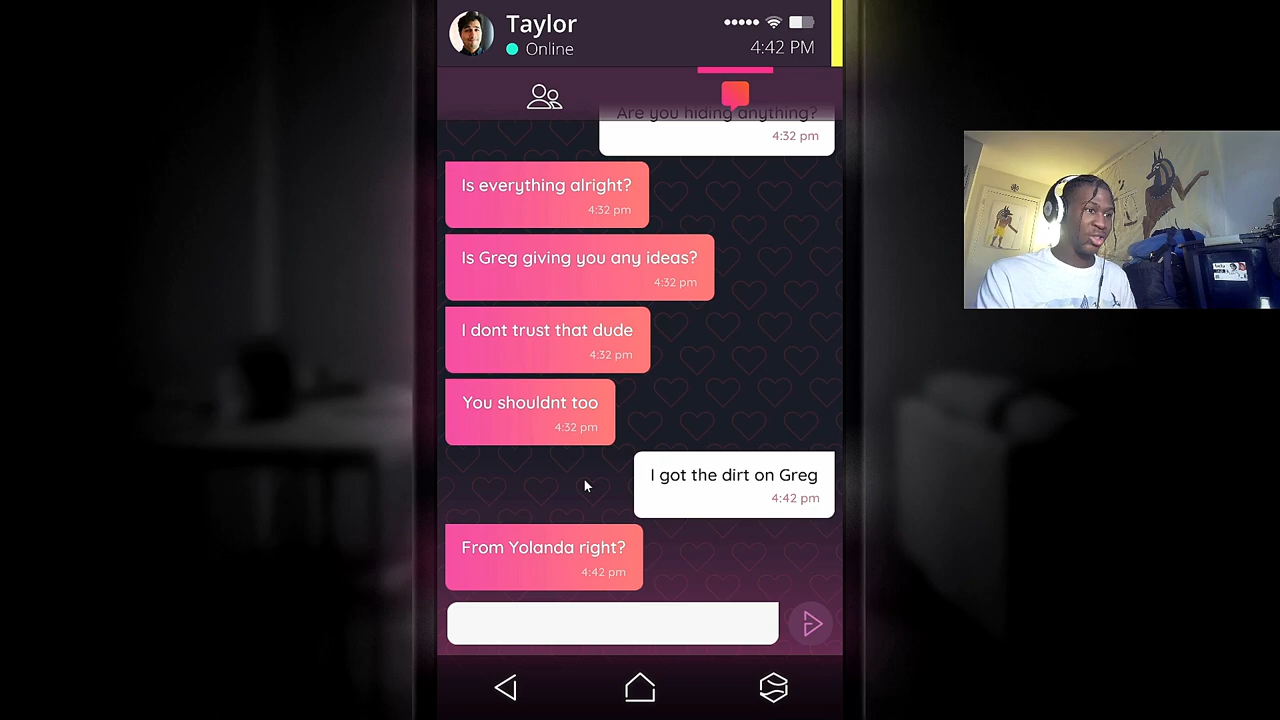 Taylor
Online
4:42 PM
Are you hiding anything?
4:32 pm
Is everything alright?
4:32 pm
Is Greg giving you any ideas?
4:32 pm
I dont trust that dude
4:32 pm
You shouldnt too
4:32 pm
I got the dirt on Greg
4:42 pm
From Yolanda right?
4:42 pm